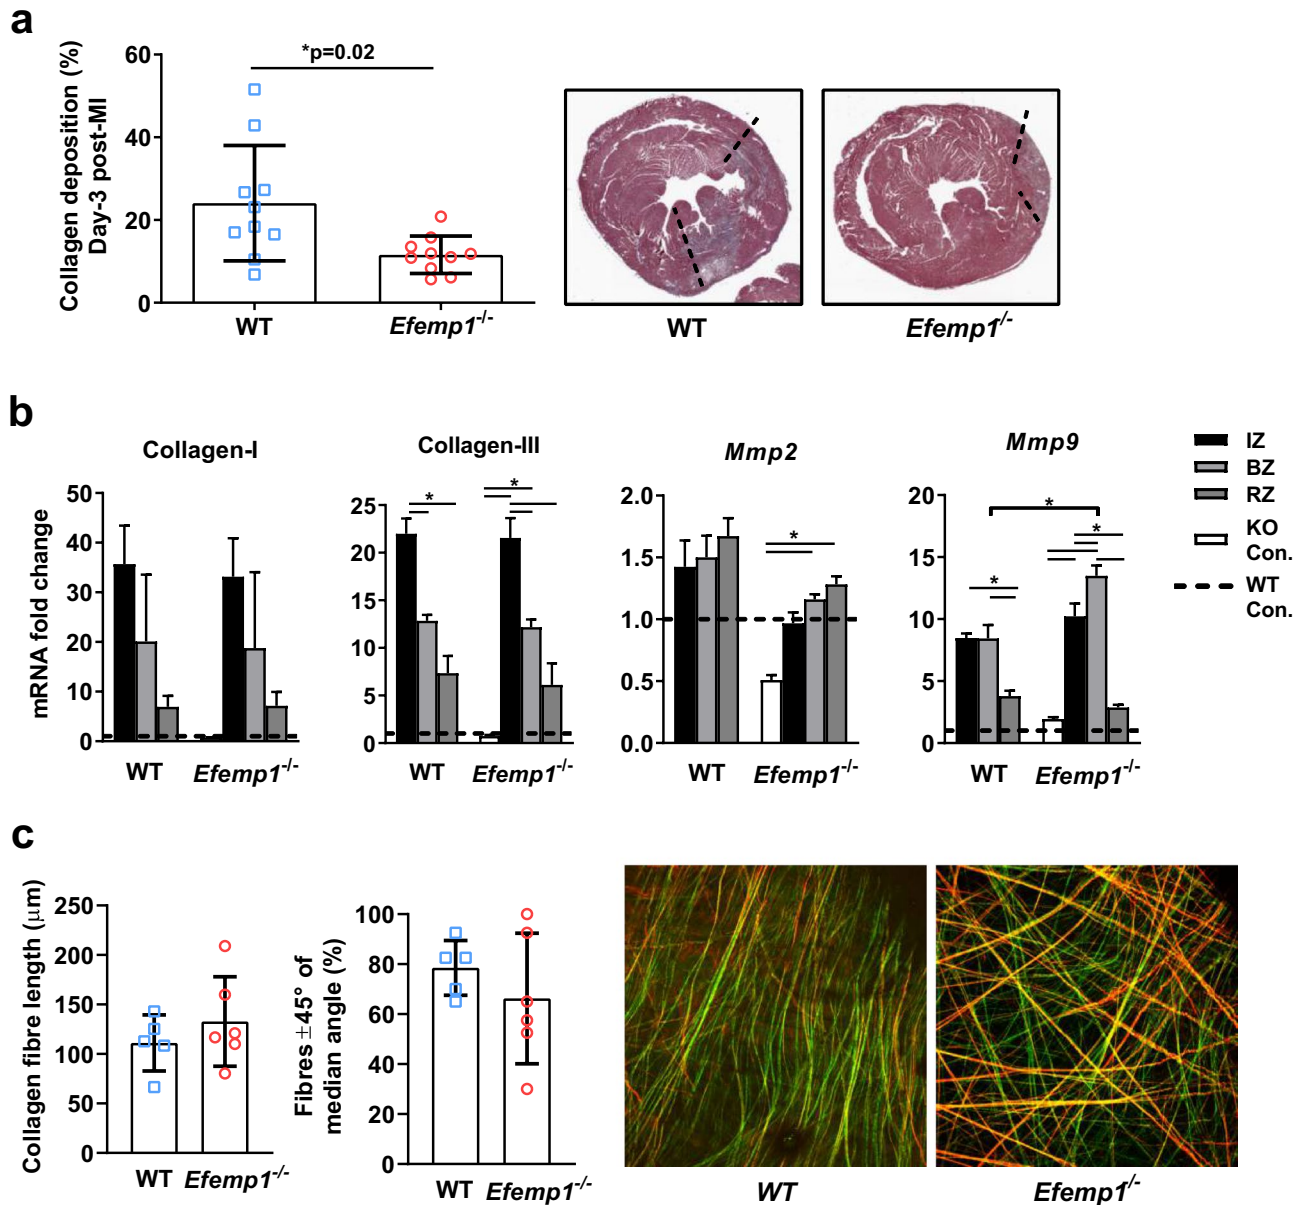 a
Collagen deposition (%)
Day-3 post-MI
60
40
20
0
*p=0.02
WT
Efemp1-/-
WT
Efemp1/-
b
Collagen-I
Collagen-III
Mmp2
Mmp9
mRNA fold change
50
40
30
20
10
0
WT
Efemp1-/-
25
20
15
10
5
0
*
*
WT
Efemp1-/-
2.0
1.5
1.0
0.5
0.0
*
WT
Efemp1-/-
20
15
10
5
0
*
*
*
WT
Efemp1-/-
IZ
BZ
RZ
KO
Con.
WT
Con.
c
Collagen fibre length (μm)
250
200
150
100
50
0
WT
Efemp1-/-
Fibres ±45° of
median angle (%)
100
80
60
40
60
0
WT
Efemp1-/-
WT
Efemp1/-